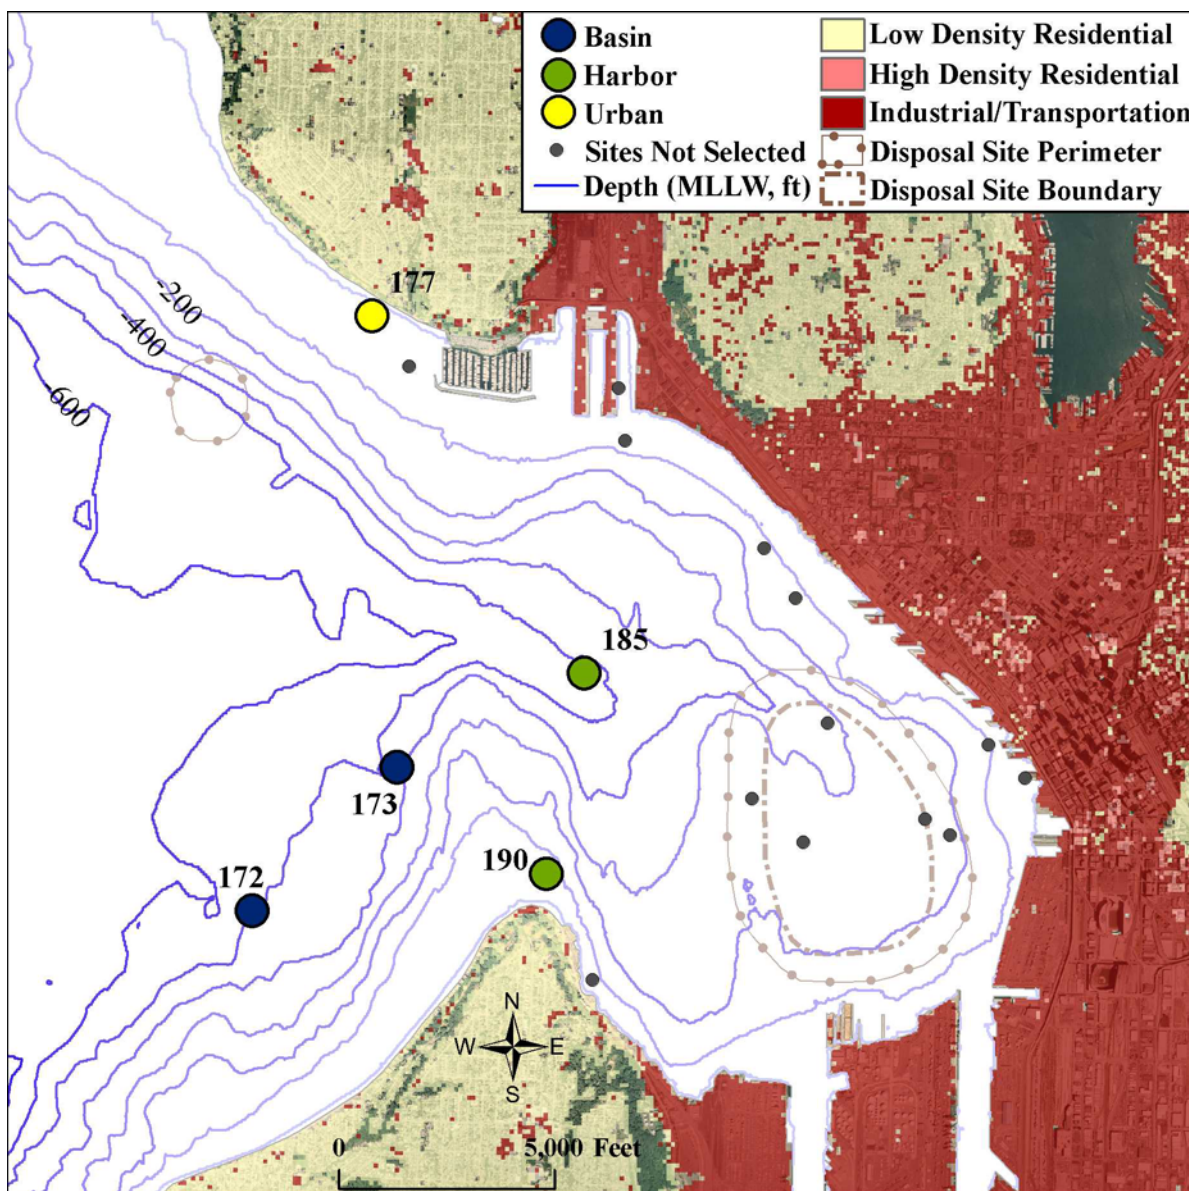 Basin
Harbor
Urban
Sites Not Selected
Depth (MLLW, ft)
Low Density Residential
High Density Residential
Industrial/Transportation
Disposal Site Perimeter
Disposal Site Boundary
177
-200
-400
-600
185
173
190
172
N
W E
S
0 5,000 Feet